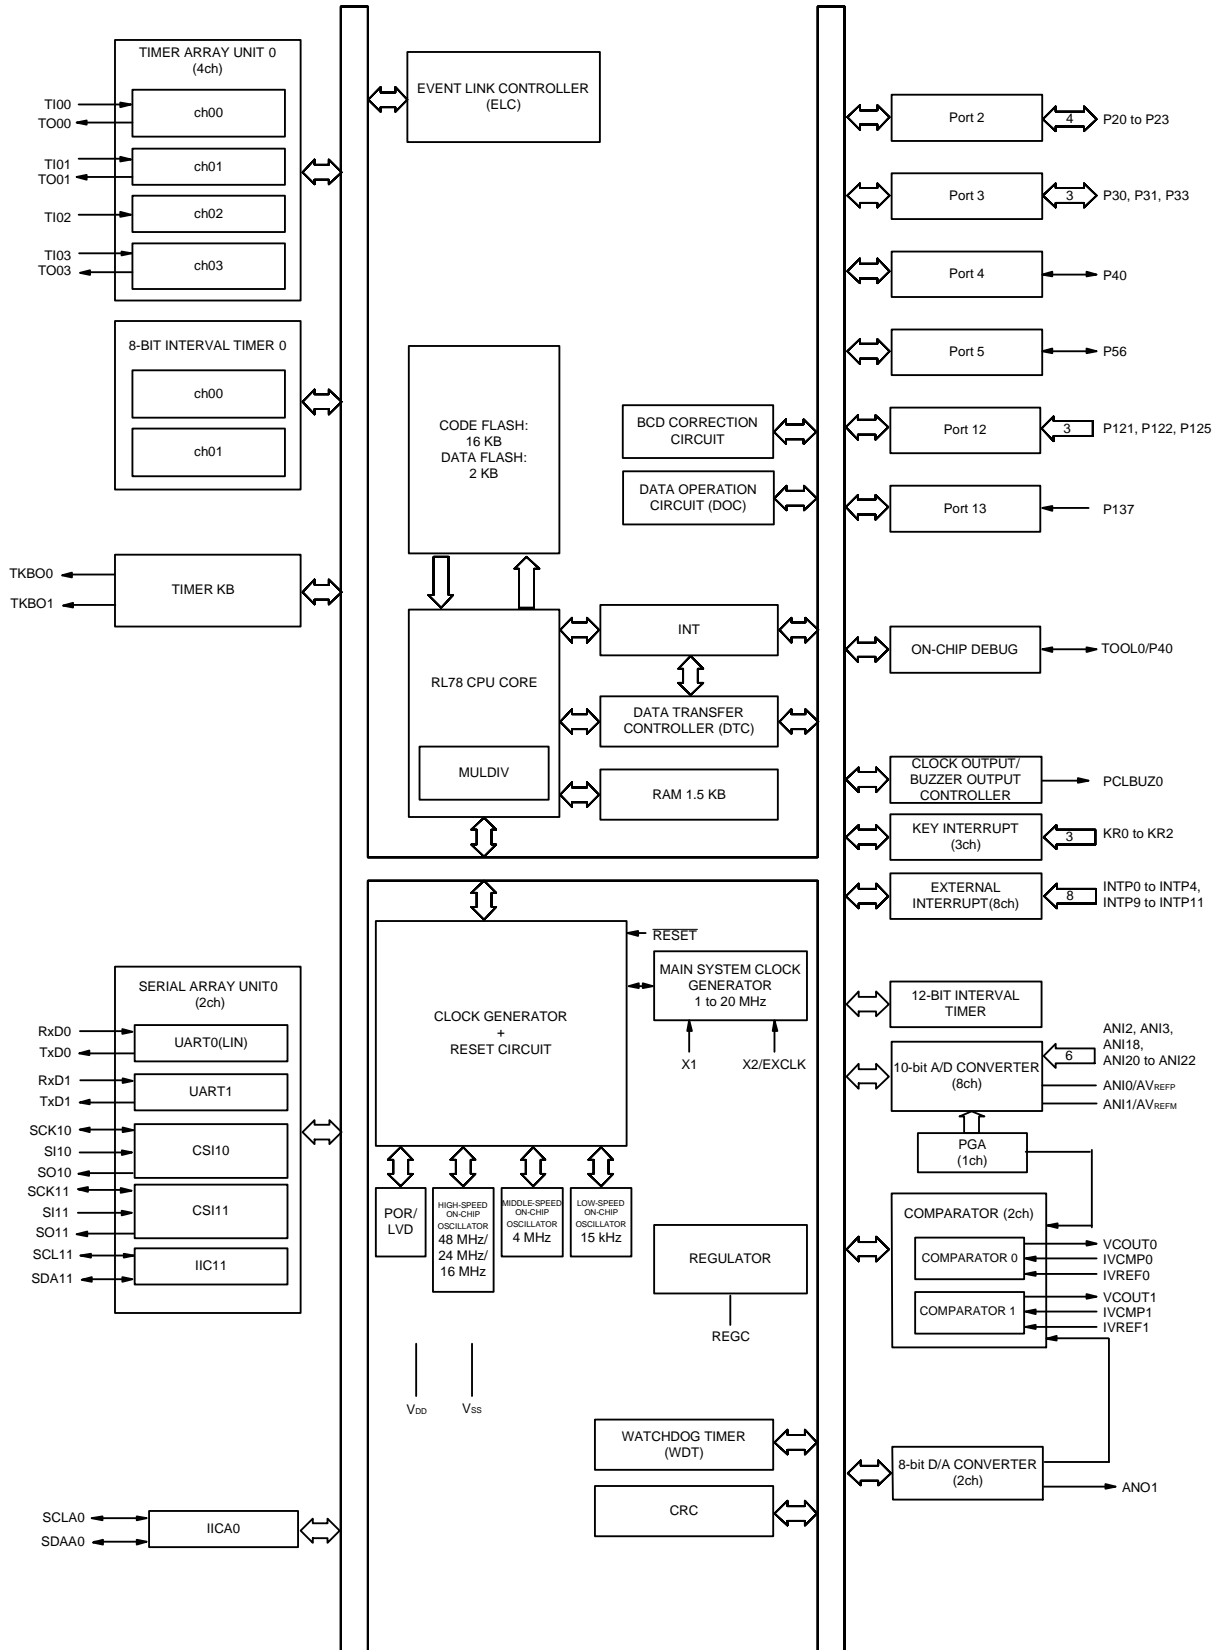 TIMER ARRAY UNIT 0
(4ch)
TI00
TO00
ch00
TI01
TO01
ch01
TI02
ch02
TI03
TO03
ch03
8-BIT INTERVAL TIMER 0
ch00
ch01
TKBO0
TKBO1
TIMER KB
SERIAL ARRAY UNIT0
(2ch)
RxD0
TxD0
UART0(LIN)
RxD1
TxD1
UART1
SCK10
SI10
SO10
CSI10
SCK11
SI11
SO11
CSI11
SCL11
SDA11
IIC11
SCLA0
SDAA0
IICA0
EVENT LINK CONTROLLER
(ELC)
CODE FLASH:
16 KB
DATA FLASH:
2 KB
BCD CORRECTION
CIRCUIT
DATA OPERATION
CIRCUIT (DOC)
RL78 CPU CORE
MULDIV
INT
DATA TRANSFER
CONTROLLER (DTC)
RAM 1.5 KB
CLOCK GENERATOR
+
RESET CIRCUIT
RESET
MAIN SYSTEM CLOCK
GENERATOR
1 to 20 MHz
X1
X2/EXCLK
POR/
LVD
HIGH-SPEED
ON-CHIP
OSCILLATOR
48 MHz/
24 MHz/
16 MHz
MIDDLE-SPEED
ON-CHIP
OSCILLATOR
4 MHz
LOW-SPEED
ON-CHIP
OSCILLATOR
15 kHz
REGULATOR
REGC
VDD
VSS
WATCHDOG TIMER
(WDT)
CRC
Port 2
4
P20 to P23
Port 3
3
P30, P31, P33
Port 4
P40
Port 5
P56
Port 12
3
P121, P122, P125
Port 13
P137
ON-CHIP DEBUG
TOOL0/P40
CLOCK OUTPUT/
BUZZER OUTPUT
CONTROLLER
PCLBUZ0
KEY INTERRUPT
(3ch)
3
KR0 to KR2
EXTERNAL
INTERRUPT(8ch)
8
INTP0 to INTP4,
INTP9 to INTP11
12-BIT INTERVAL
TIMER
10-bit A/D CONVERTER
(8ch)
6
ANI2, ANI3,
ANI18,
ANI20 to ANI22
ANI0/AVREFP
ANI1/AVREFM
PGA
(1ch)
COMPARATOR (2ch)
COMPARATOR 0
VCOUT0
IVCMP0
IVREF0
COMPARATOR 1
VCOUT1
IVCMP1
IVREF1
8-bit D/A CONVERTER
(2ch)
ANO1